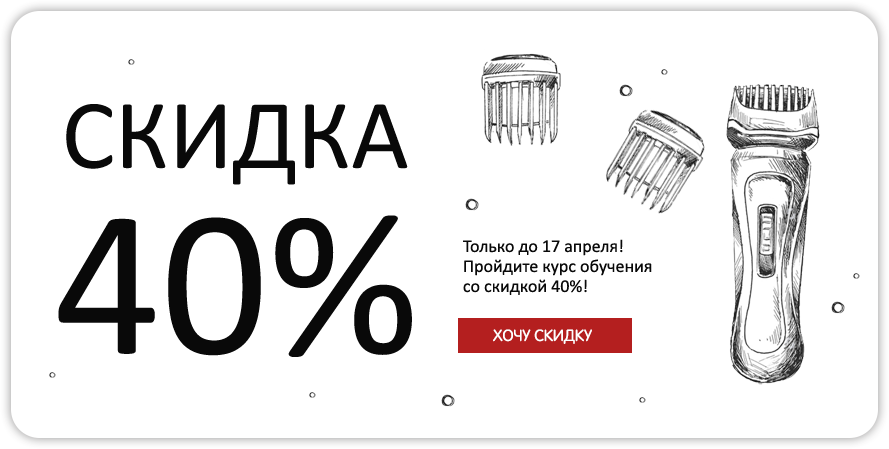 СКИДКА
40%
Только до 17 апреля!
Пройдите курс обучения
со скидкой 40%!
ХОЧУ СКИДКУ